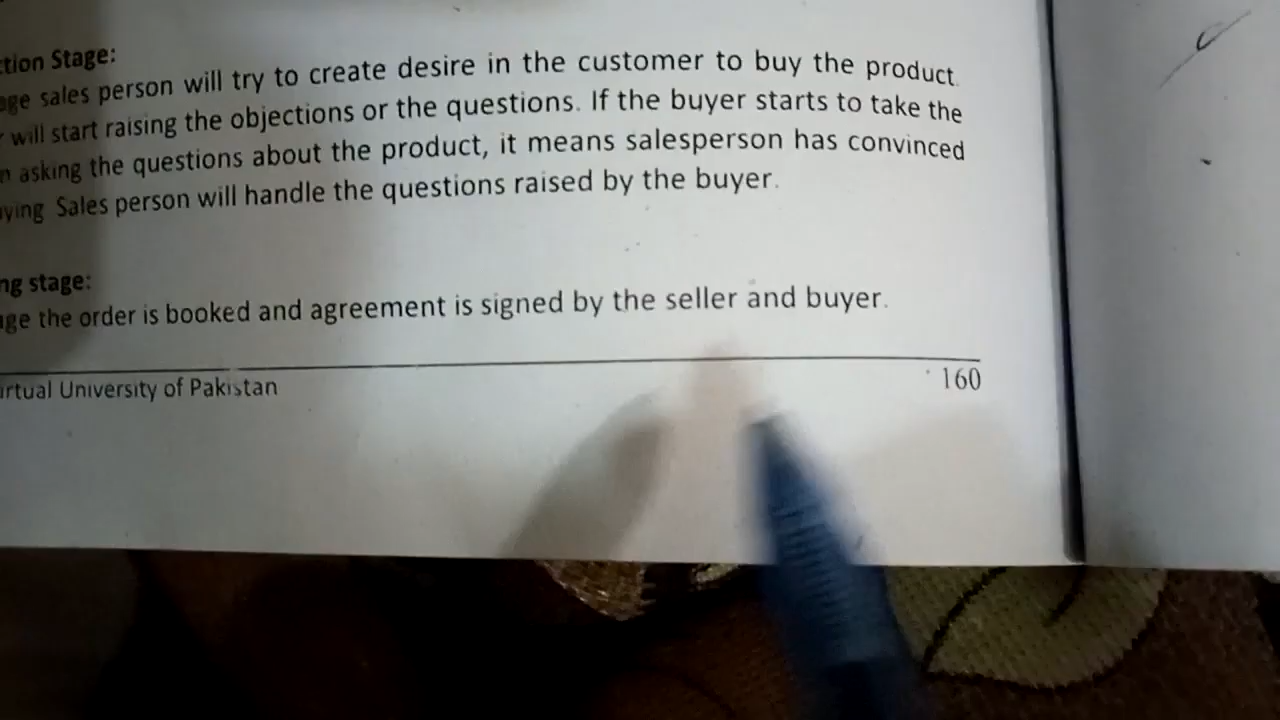 tion Stage:
sales person will try to create desire in the customer to buy the product.
will start raising the objections or the questions. If the buyer starts to take the
asking the questions about the product, it means salesperson has convinced
ying Sales person will handle the questions raised by the buyer.
ng stage:
the order is booked and agreement is signed by the seller and buyer.
rtual University of Pakistan
160